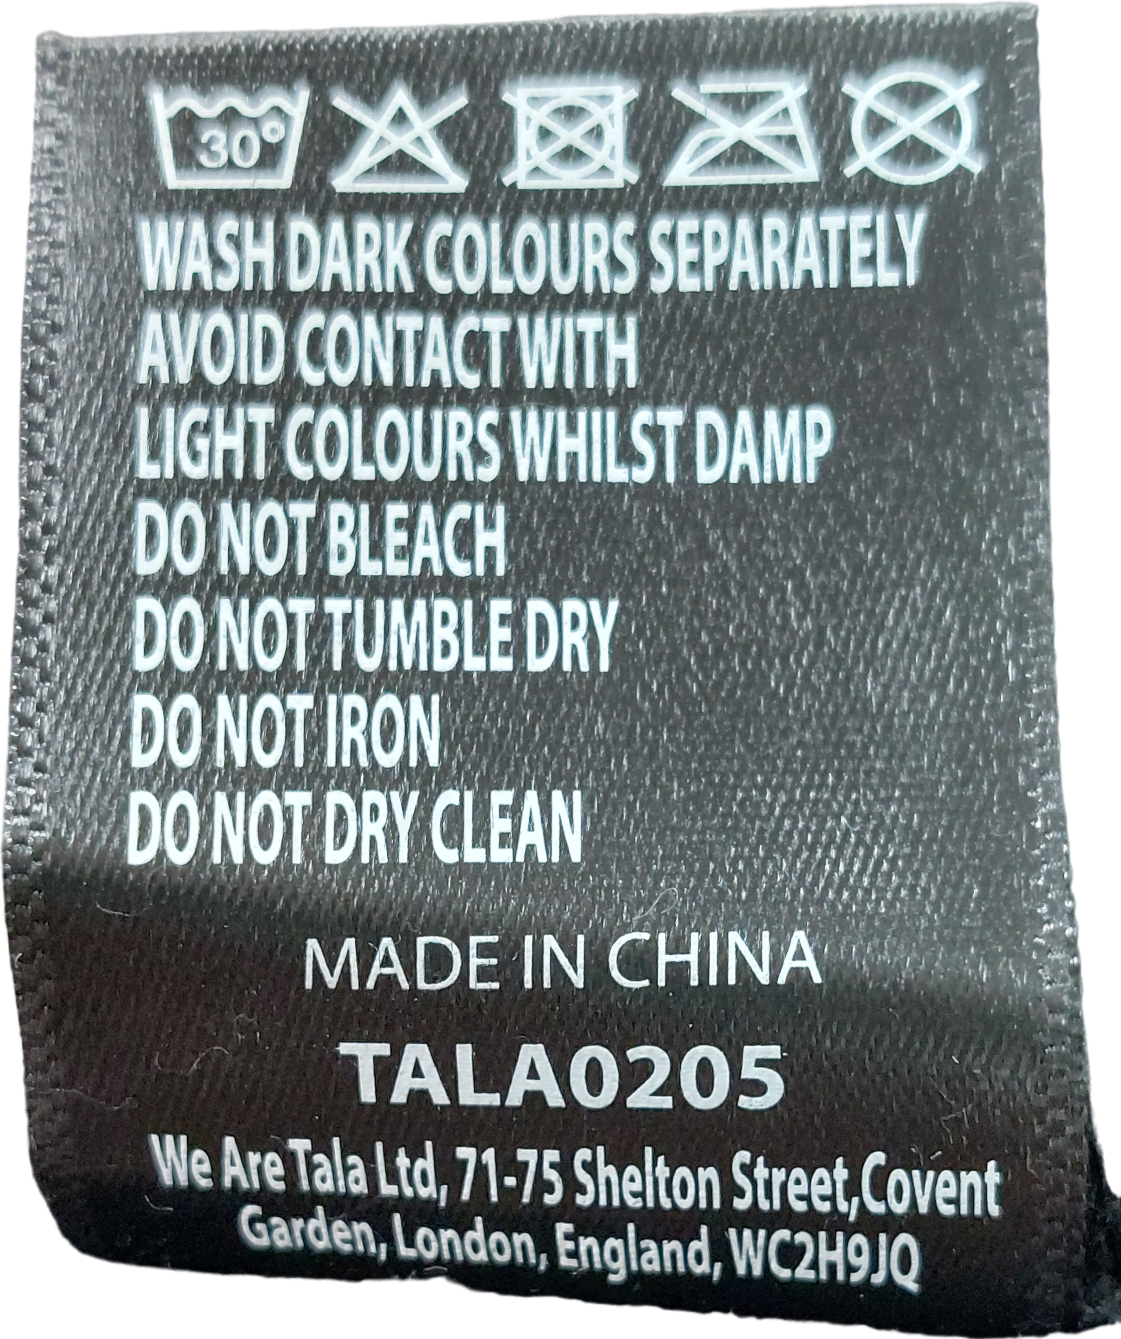 30°
WASH DARK COLOURS SEPARATELY
AVOID CONTACT WITH
LIGHT COLOURS WHILST DAMP
DO NOT BLEACH
DO NOT TUMBLE DRY
DO NOT IRON
DO NOT DRY CLEAN
MADE IN CHINA
TALA0205
We Are Tala Ltd, 71-75 Shelton Street,Covent
Garden, London, England, WC2H9JQ